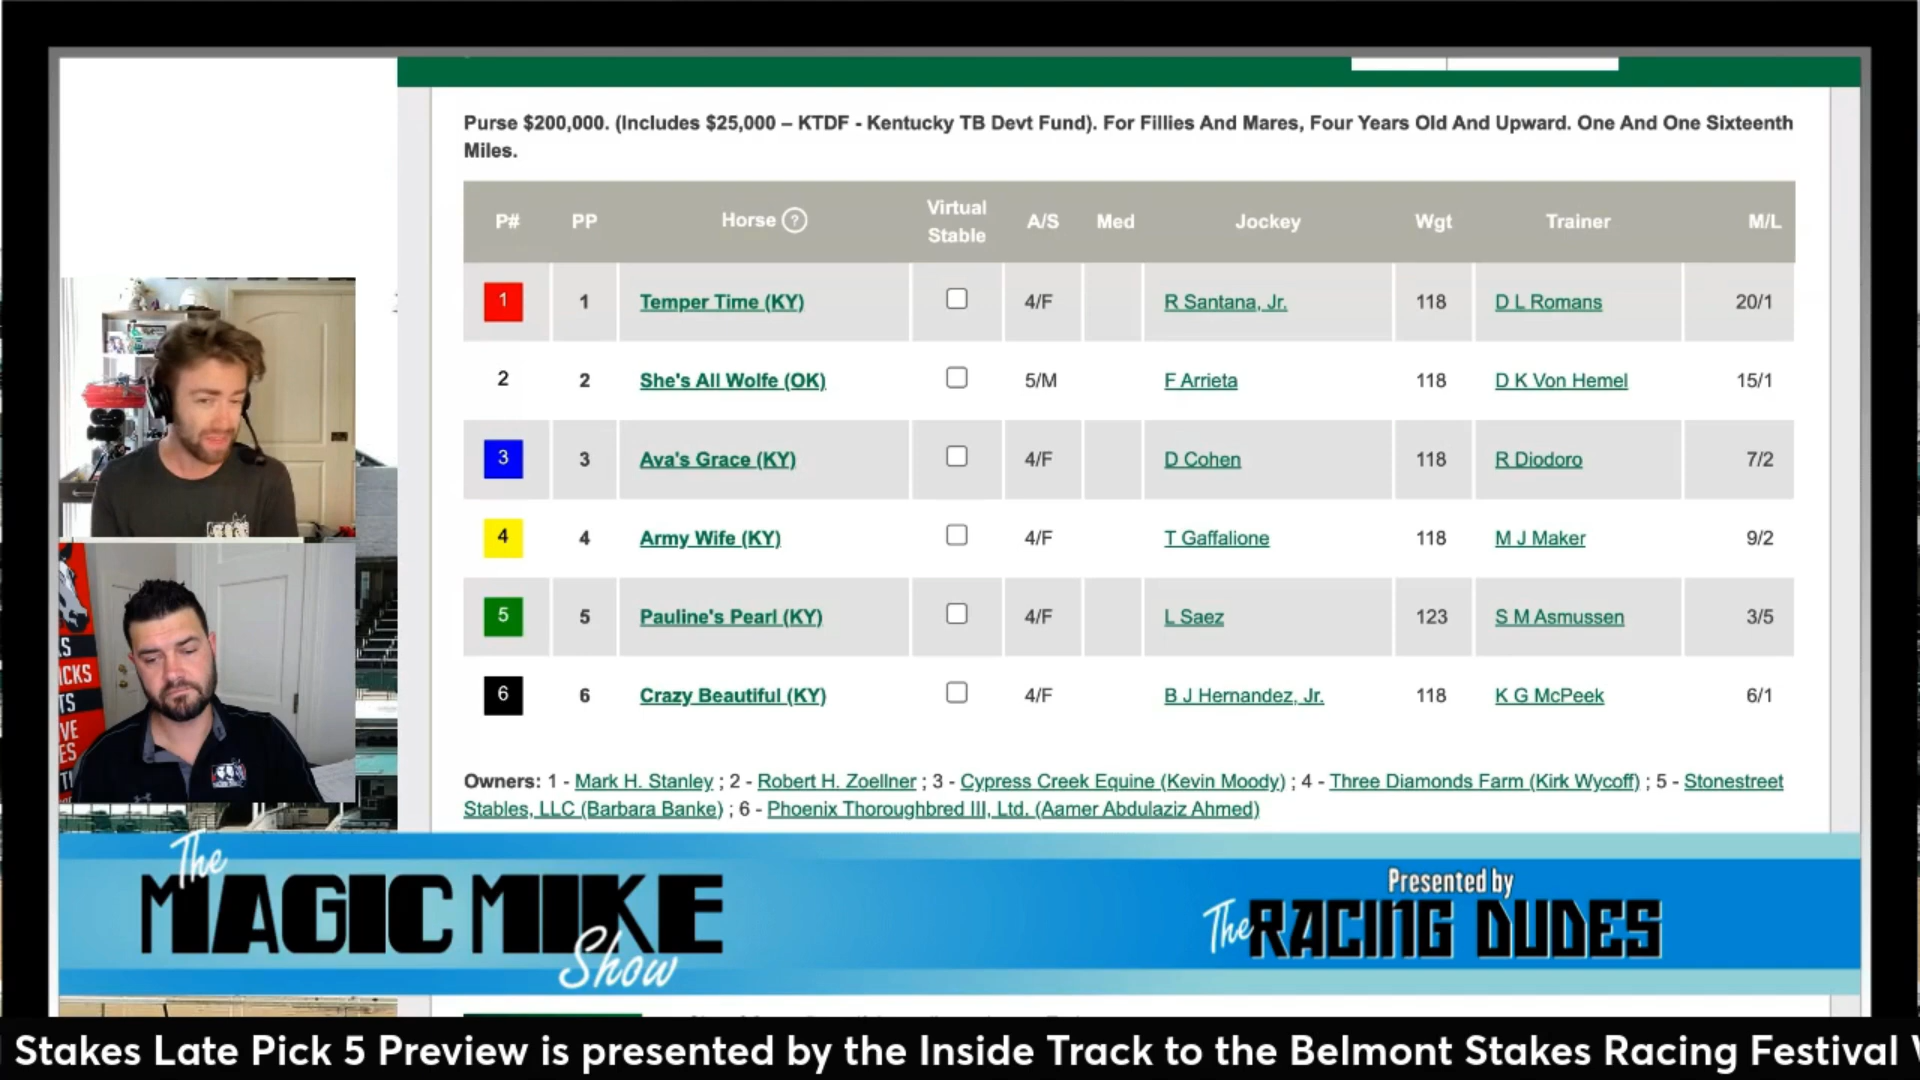 Purse $200,000. (Includes $25,000 – KTDF - Kentucky TB Devt Fund). For Fillies And Mares, Four Years Old And Upward. One And One Sixteenth
Miles.
P# PP Horse ? Virtual Stable A/S Med Jockey Wgt Trainer M/L
1 1 Temper Time (KY) 4/F R Santana, Jr. 118 D L Romans 20/1
2 2 She's All Wolfe (OK) 5/M F Arrieta 118 D K Von Hemel 15/1
3 3 Ava's Grace (KY) 4/F D Cohen 118 R Diodoro 7/2
4 4 Army Wife (KY) 4/F T Gaffalione 118 M J Maker 9/2
5 5 Pauline's Pearl (KY) 4/F L Saez 123 S M Asmussen 3/5
6 6 Crazy Beautiful (KY) 4/F B J Hernandez, Jr. 118 K G McPeek 6/1
Owners: 1 - Mark H. Stanley ; 2 - Robert H. Zoellner ; 3 - Cypress Creek Equine (Kevin Moody) ; 4 - Three Diamonds Farm (Kirk Wycoff) ; 5 - Stonestreet
Stables, LLC (Barbara Banke) ; 6 - Phoenix Thoroughbred III, Ltd. (Aamer Abdulaziz Ahmed)
The
MAGIC MIKE
Show
Presented by
The RACING DUDES
Stakes Late Pick 5 Preview is presented by the Inside Track to the Belmont Stakes Racing Festival